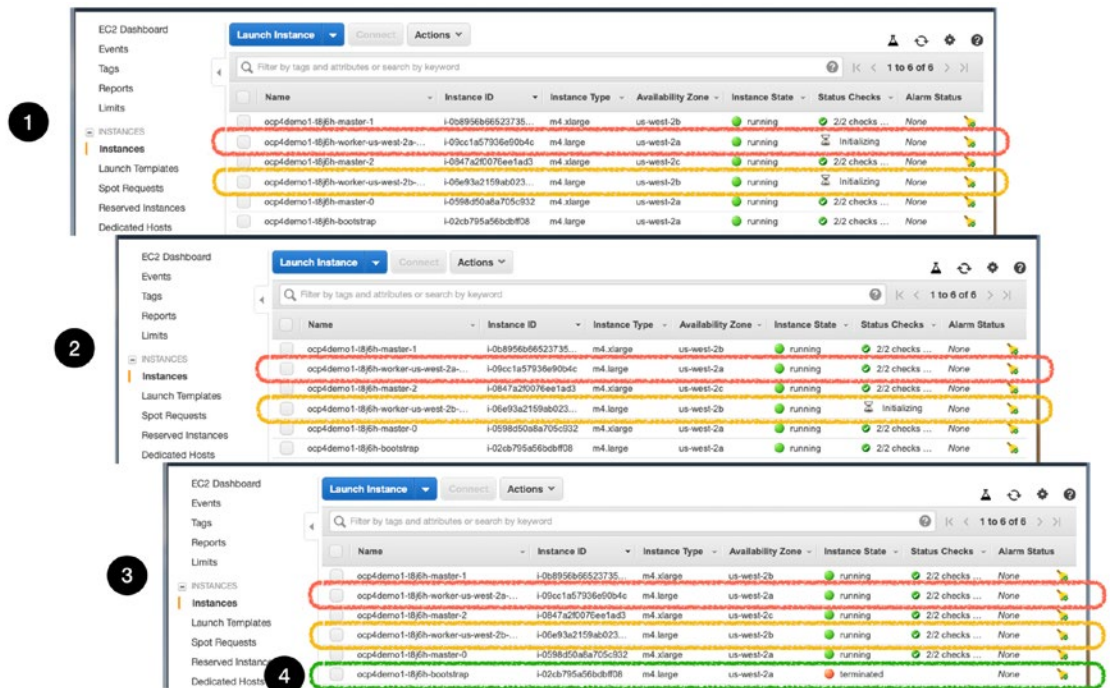 1
EC2 Dashboard
Events
Tags
Reports
Limits
INSTANCES
Instances
Launch Templates
Spot Requests
Reserved Instances
Dedicated Hosts
Launch Instance Connect Actions
Filter by tags and attributes or search by keyword 1 to 6 of 6
Name Instance ID Instance Type Availability Zone Instance State Status Checks Alarm Status
ocp4demo1-t8j6h-master-1 i-0b8956b66523735... m4.xlarge us-west-2b running 2/2 checks ... None
ocp4demo1-t8j6h-worker-us-west-2a-... i-09cc1a57936e90b4c m4.large us-west-2a running Initializing None
ocp4demo1-t8j6h-master-2 i-0847a2f0076ee1ad3 m4.xlarge us-west-2c running 2/2 checks ... None
ocp4demo1-t8j6h-worker-us-west-2b-... i-06e93a2159ab023... m4.large us-west-2b running Initializing None
ocp4demo1-t8j6h-master-0 i-0598d50a8a705c932 m4.xlarge us-west-2a running 2/2 checks ... None
ocp4demo1-t8j6h-bootstrap i-02cb795a56bdbff08 m4.large us-west-2a running 2/2 checks ... None
2
EC2 Dashboard
Events
Tags
Reports
Limits
INSTANCES
Instances
Launch Templates
Spot Requests
Reserved Instances
Dedicated Hosts
Launch Instance Connect Actions
Filter by tags and attributes or search by keyword 1 to 6 of 6
Name Instance ID Instance Type Availability Zone Instance State Status Checks Alarm Status
ocp4demo1-t8j6h-master-1 i-0b8956b66523735... m4.xlarge us-west-2b running 2/2 checks ... None
ocp4demo1-t8j6h-worker-us-west-2a-... i-09cc1a57936e90b4c m4.large us-west-2a running 2/2 checks ... None
ocp4demo1-t8j6h-master-2 i-0847a2f0076ee1ad3 m4.xlarge us-west-2c running 2/2 checks ... None
ocp4demo1-t8j6h-worker-us-west-2b-... i-06e93a2159ab023... m4.large us-west-2b running Initializing None
ocp4demo1-t8j6h-master-0 i-0598d50a8a705c932 m4.xlarge us-west-2a running 2/2 checks ... None
ocp4demo1-t8j6h-bootstrap i-02cb795a56bdbff08 m4.large us-west-2a running 2/2 checks ... None
3
EC2 Dashboard
Events
Tags
Reports
Limits
INSTANCES
Instances
Launch Templates
Spot Requests
Reserved Instanc
Dedicated Hosts
Launch Instance Connect Actions
Filter by tags and attributes or search by keyword 1 to 6 of 6
Name Instance ID Instance Type Availability Zone Instance State Status Checks Alarm Status
ocp4demo1-t8j6h-master-1 i-0b8956b66523735... m4.xlarge us-west-2b running 2/2 checks ... None
ocp4demo1-t8j6h-worker-us-west-2a-... i-09cc1a57936e90b4c m4.large us-west-2a running 2/2 checks ... None
ocp4demo1-t8j6h-master-2 i-0847a2f0076ee1ad3 m4.xlarge us-west-2c running 2/2 checks ... None
ocp4demo1-t8j6h-worker-us-west-2b-... i-06e93a2159ab023... m4.large us-west-2b running 2/2 checks ... None
ocp4demo1-t8j6h-master-0 i-0598d50a8a705c932 m4.xlarge us-west-2a running 2/2 checks ... None
4
ocp4demo1-t8j6h-bootstrap i-02cb795a56bdbff08 m4.large us-west-2a terminated None